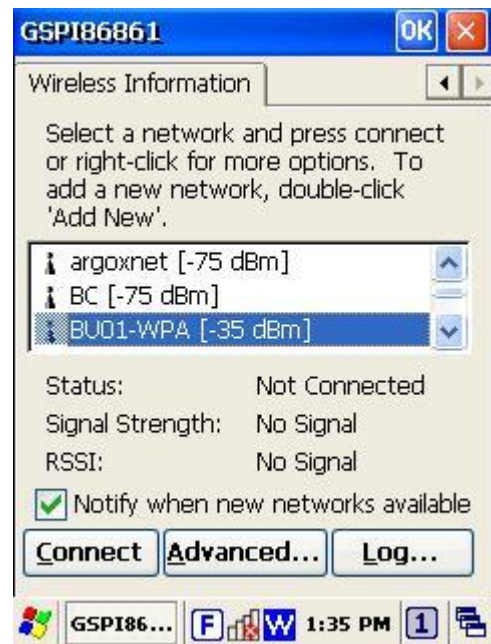 GSPI86861 OK
Wireless Information
Select a network and press connect
or right-click for more options. To
add a new network, double-click
'Add New'.
argoxnet [-75 dBm]
BC [-75 dBm]
BU01-WPA [-35 dBm]
Status: Not Connected
Signal Strength: No Signal
RSSI: No Signal
Notify when new networks available
Connect Advanced... Log...
GSPI86... F W 1:35 PM 1